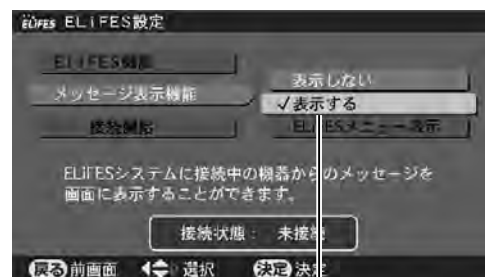 ELiFES ELiFES設定
ELiFES機能
メッセージ表示機能
表示しない
✓表示する
接続開始
ELiFESメニュー表示
ELiFESシステムに接続中の機器からのメッセージを
画面に表示することができます。
接続状態： 未接続
戻る 前画面 選択 決定 決定